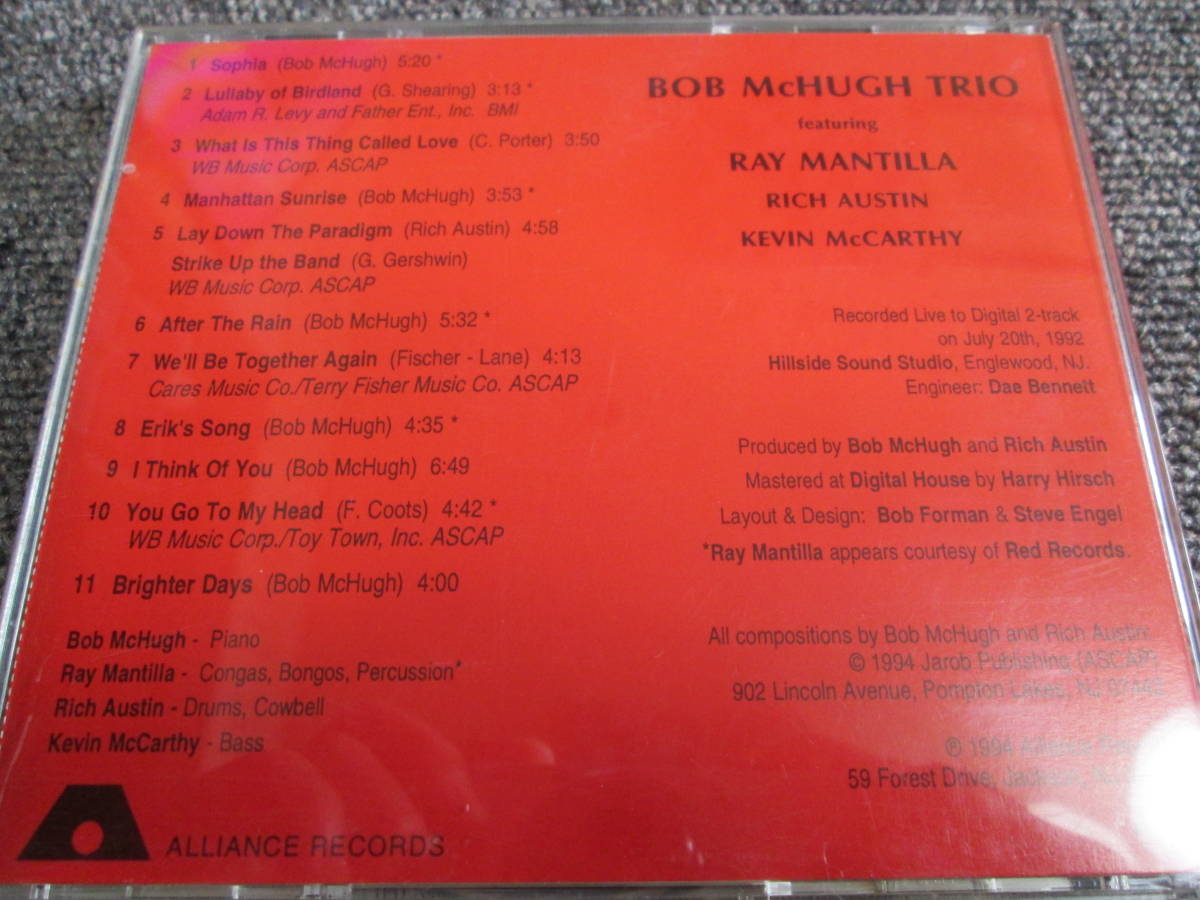 1 Sophia (Bob McHugh) 5:20 *
2 Lullaby of Birdland (G. Shearing) 3:13 *
Adam R. Levy and Father Ent., Inc. BMI
3 What Is This Thing Called Love (C. Porter) 3:50
WB Music Corp. ASCAP
4 Manhattan Sunrise (Bob McHugh) 3:53 *
5 Lay Down The Paradigm (Rich Austin) 4:58
Strike Up the Band (G. Gershwin)
WB Music Corp. ASCAP
6 After The Rain (Bob McHugh) 5:32 *
7 We'll Be Together Again (Fischer - Lane) 4:13
Cares Music Co./Terry Fisher Music Co. ASCAP
8 Erik's Song (Bob McHugh) 4:35 *
9 I Think Of You (Bob McHugh) 6:49
10 You Go To My Head (F. Coots) 4:42 *
WB Music Corp./Toy Town, Inc. ASCAP
11 Brighter Days (Bob McHugh) 4:00
Bob McHugh - Piano
Ray Mantilla - Congas, Bongos, Percussion*
Rich Austin - Drums, Cowbell
Kevin McCarthy - Bass
ALLIANCE RECORDS
BOB McHUGH TRIO
featuring
RAY MANTILLA
RICH AUSTIN
KEVIN McCARTHY
Recorded Live to Digital 2-track
on July 20th, 1992
Hillside Sound Studio, Englewood, NJ.
Engineer: Dae Bennett
Produced by Bob McHugh and Rich Austin
Mastered at Digital House by Harry Hirsch
Layout & Design: Bob Forman & Steve Engel
*Ray Mantilla appears courtesy of Red Records.
All compositions by Bob McHugh and Rich Austin
© 1994 Jarob Publishing (ASCAP)
902 Lincoln Avenue, Pompton Lakes, NJ 07442
℗ 1994 Alliance
59 Forest Drive, Jackson,